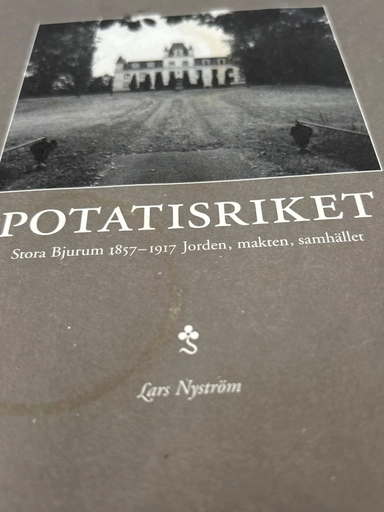 POTATISRIKET
Stora Bjurum 1857–1917 Jorden, makten, samhället
Lars Nyström